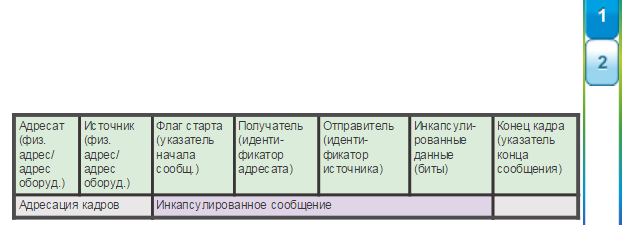 1
2
Адресат (физ. адрес/ адрес оборуд.)
Источник (физ. адрес/ адрес оборуд.)
Флаг старта (указатель начала сообщ.)
Получатель (иденти- фикатор адресата)
Отправитель (иденти- фикатор источника)
Инкапсули- рованные данные (биты)
Конец кадра (указатель конца сообщения)
Адресация кадров
Инкапсулированное сообщение